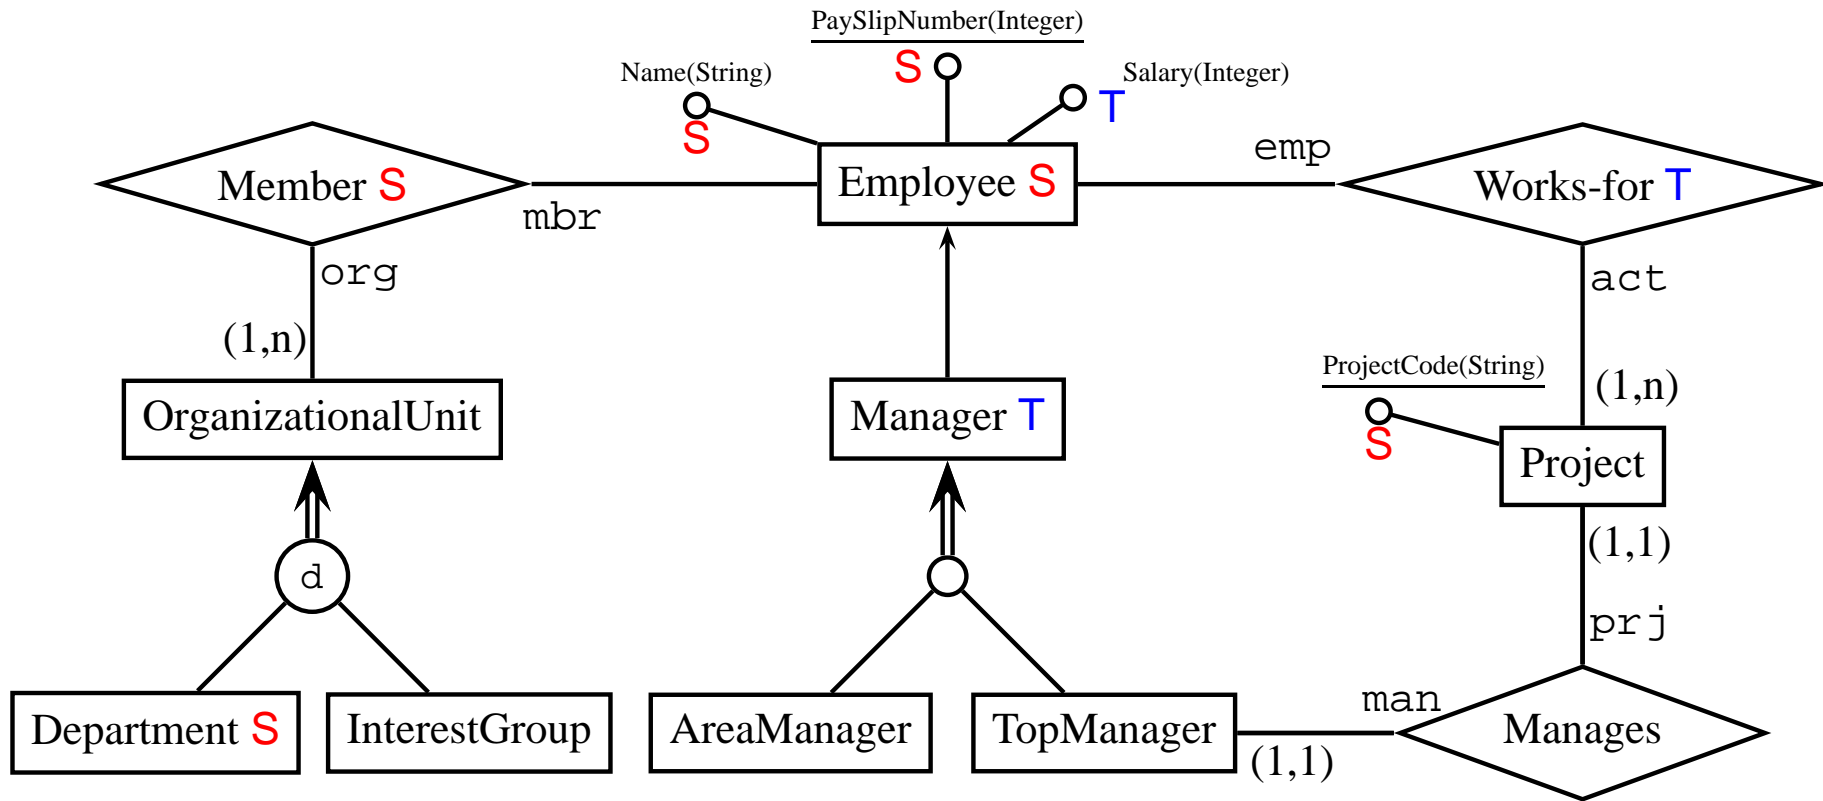 PaySlipNumber(Integer)
S
Name(String)
S
Salary(Integer)
T
Member S
mbr
Employee S
emp
Works-for T
org
act
(1,n)
(1,n)
OrganizationalUnit
Manager T
ProjectCode(String)
S
Project
(1,1)
d
prj
Department S
InterestGroup
AreaManager
TopManager
man
(1,1)
Manages